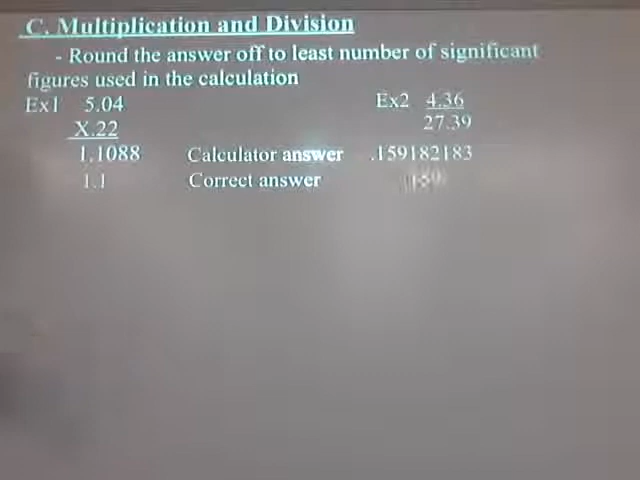 C. Multiplication and Division
- Round the answer off to least number of significant
figures used in the calculation
Ex1 5.04 Ex2 4.36
X.22 27.39
1.1088 Calculator answer .159182183
1.1 Correct answer